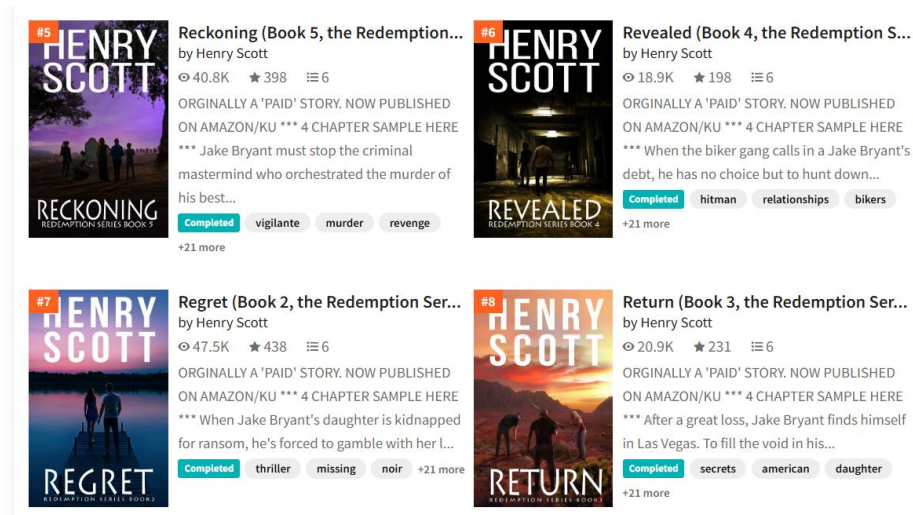 #5
HENRY
SCOTT
RECKONING
REDEMPTION SERIES BOOK 5
Reckoning (Book 5, the Redemption...
by Henry Scott
40.8K 398 6
ORGINALLY A 'PAID' STORY. NOW PUBLISHED
ON AMAZON/KU *** 4 CHAPTER SAMPLE HERE
*** Jake Bryant must stop the criminal
mastermind who orchestrated the murder of
his best...
Completed vigilante murder revenge
+21 more
#6
HENRY
SCOTT
REVEALED
REDEMPTION SERIES BOOK 4
Revealed (Book 4, the Redemption S...
by Henry Scott
18.9K 198 6
ORGINALLY A 'PAID' STORY. NOW PUBLISHED
ON AMAZON/KU *** 4 CHAPTER SAMPLE HERE
*** When the biker gang calls in a Jake Bryant's
debt, he has no choice but to hunt down...
Completed hitman relationships bikers
+21 more
#7
HENRY
SCOTT
REGRET
REDEMPTION SERIES BOOK2
Regret (Book 2, the Redemption Ser...
by Henry Scott
47.5K 438 6
ORGINALLY A 'PAID' STORY. NOW PUBLISHED
ON AMAZON/KU *** 4 CHAPTER SAMPLE HERE
*** When Jake Bryant's daughter is kidnapped
for ransom, he's forced to gamble with her l...
Completed thriller missing noir +21 more
#8
HENRY
SCOTT
RETURN
REDEMPTION SERIES BOOK3
Return (Book 3, the Redemption Ser...
by Henry Scott
20.9K 231 6
ORGINALLY A 'PAID' STORY. NOW PUBLISHED
ON AMAZON/KU *** 4 CHAPTER SAMPLE HERE
*** After a great loss, Jake Bryant finds himself
in Las Vegas. To fill the void in his...
Completed secrets american daughter
+21 more